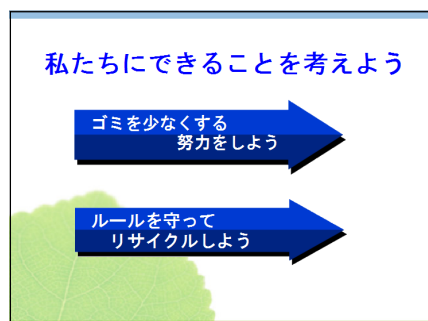 私たちにできることを考えよう
ゴミを少なくする
努力をしよう
ルールを守って
リサイクルしよう